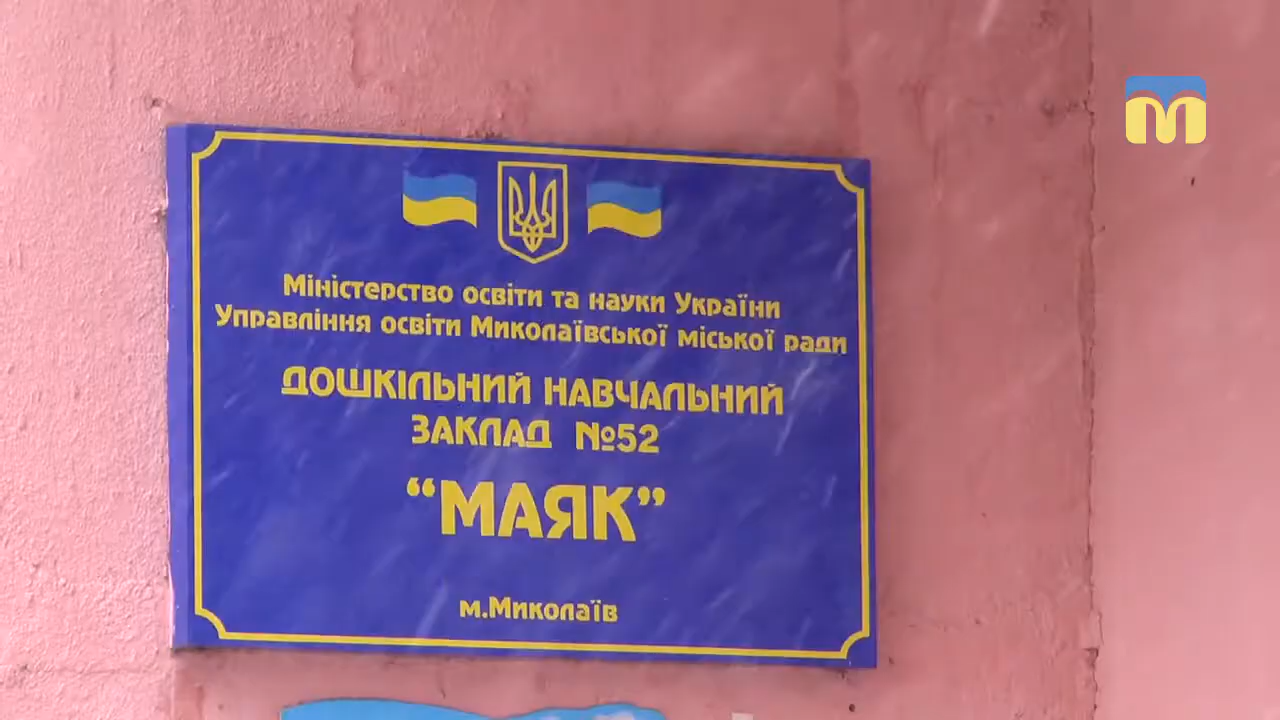 Міністерство освіти та науки України
Управління освіти Миколаївської міської ради
ДОШКІЛЬНИЙ НАВЧАЛЬНИЙ
ЗАКЛАД №52
“МАЯК”
м.Миколаїв